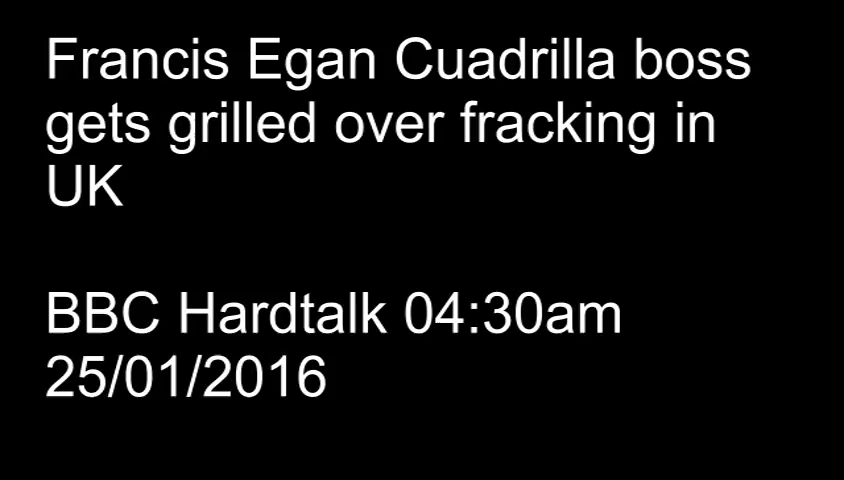 Francis Egan Cuadrilla boss
gets grilled over fracking in
UK
BBC Hardtalk 04:30am
25/01/2016